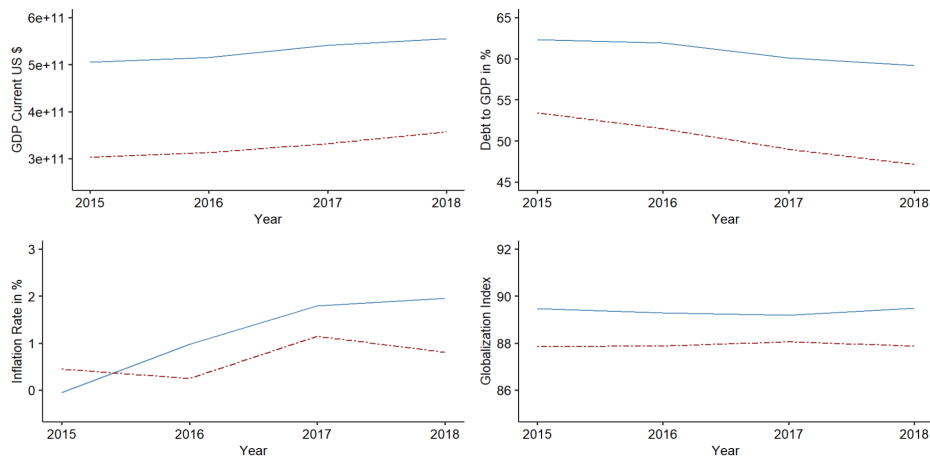 GDP Current US $
6e+11
5e+11
4e+11
3e+11
2015 2016 2017 2018
Year
Debt to GDP in %
65
60
55
50
45
2015 2016 2017 2018
Year
Inflation Rate in %
3
2
1
0
2015 2016 2017 2018
Year
Globalization Index
92
90
88
86
2015 2016 2017 2018
Year